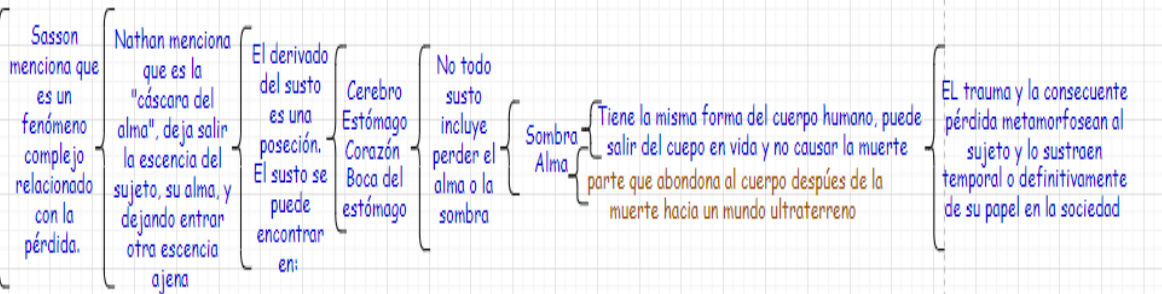 Sasson
menciona que
es un
fenómeno
complejo
relacionado
con la
pérdida.
Nathan menciona
que es la
"cáscara del
alma", deja salir
la escencia del
sujeto, su alma, y
dejando entrar
otra escencia
ajena
El derivado
del susto
es una
poseción.
El susto se
puede
encontrar
en:
Cerebro
Estómago
Corazón
Boca del
estómago
No todo
susto
incluye
perder el
alma o la
sombra
Sombra
Alma
Tiene la misma forma del cuerpo humano, puede
salir del cuepo en vida y no causar la muerte
parte que abondona al cuerpo despúes de la
muerte hacia un mundo ultraterreno
EL trauma y la consecuente
pérdida metamorfosean al
sujeto y lo sustraen
temporal o definitivamente
de su papel en la sociedad